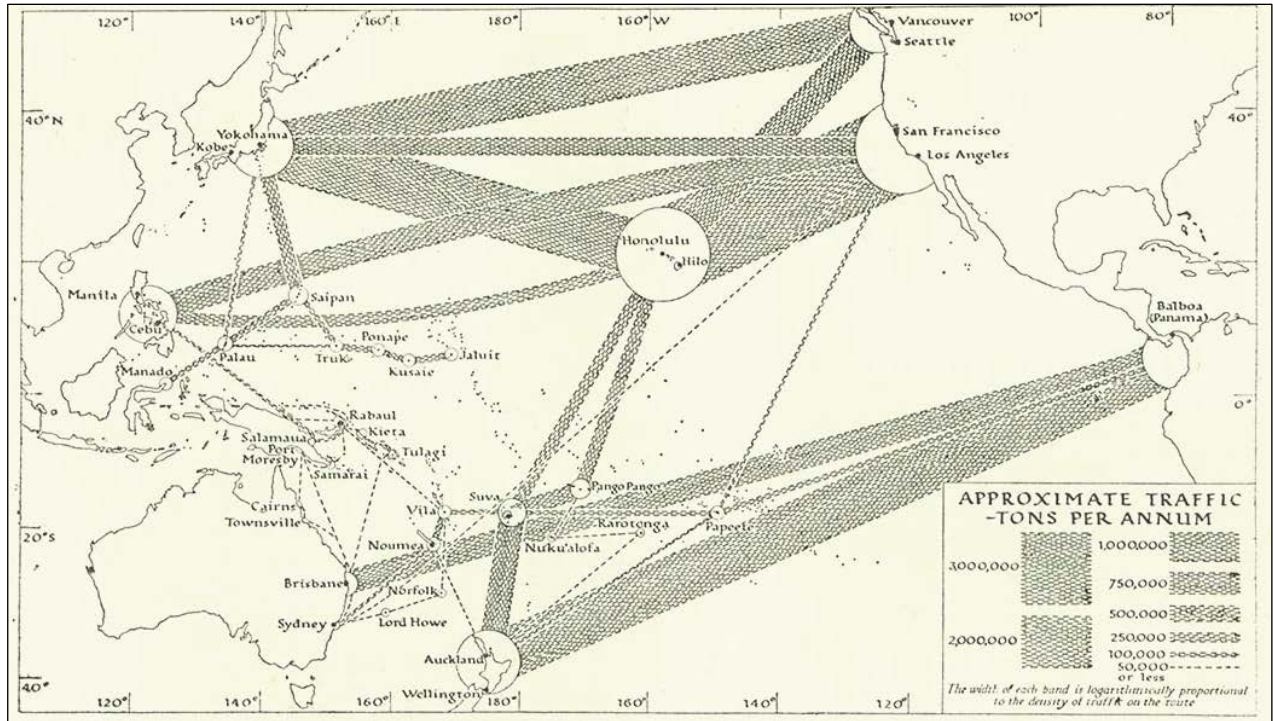 120°
140°
160° E
180°
160° W
100°
80°
Vancouver
Seattle
40° N
40°
Yokohama
Kobe
San Francisco
Los Angeles
Honolulu
Hilo
Manila
Cebu
Saipan
Balboa
(Panama)
Palau
Truk
Ponape
Kusaie
Jaluit
Manado
0°
Rabaul
Kieta
Salamaua
Port
Moresby
Tulagi
Samarai
Pango Pango
Suva
Cairns
Townsville
Vila
Rarotonga
Papeete
20° S
Noumea
Nuku'alofa
Brisbane
Norfolk
Sydney
Lord Howe
Auckland
Wellington
40°
120°
140°
160°
180°
160°
140°
120°
APPROXIMATE TRAFFIC
-TONS PER ANNUM
3,000,000
2,000,000
1,000,000
750,000
500,000
250,000
100,000
50,000
or less
The width of each band is logarithmically proportional
to the density of traffic on the route